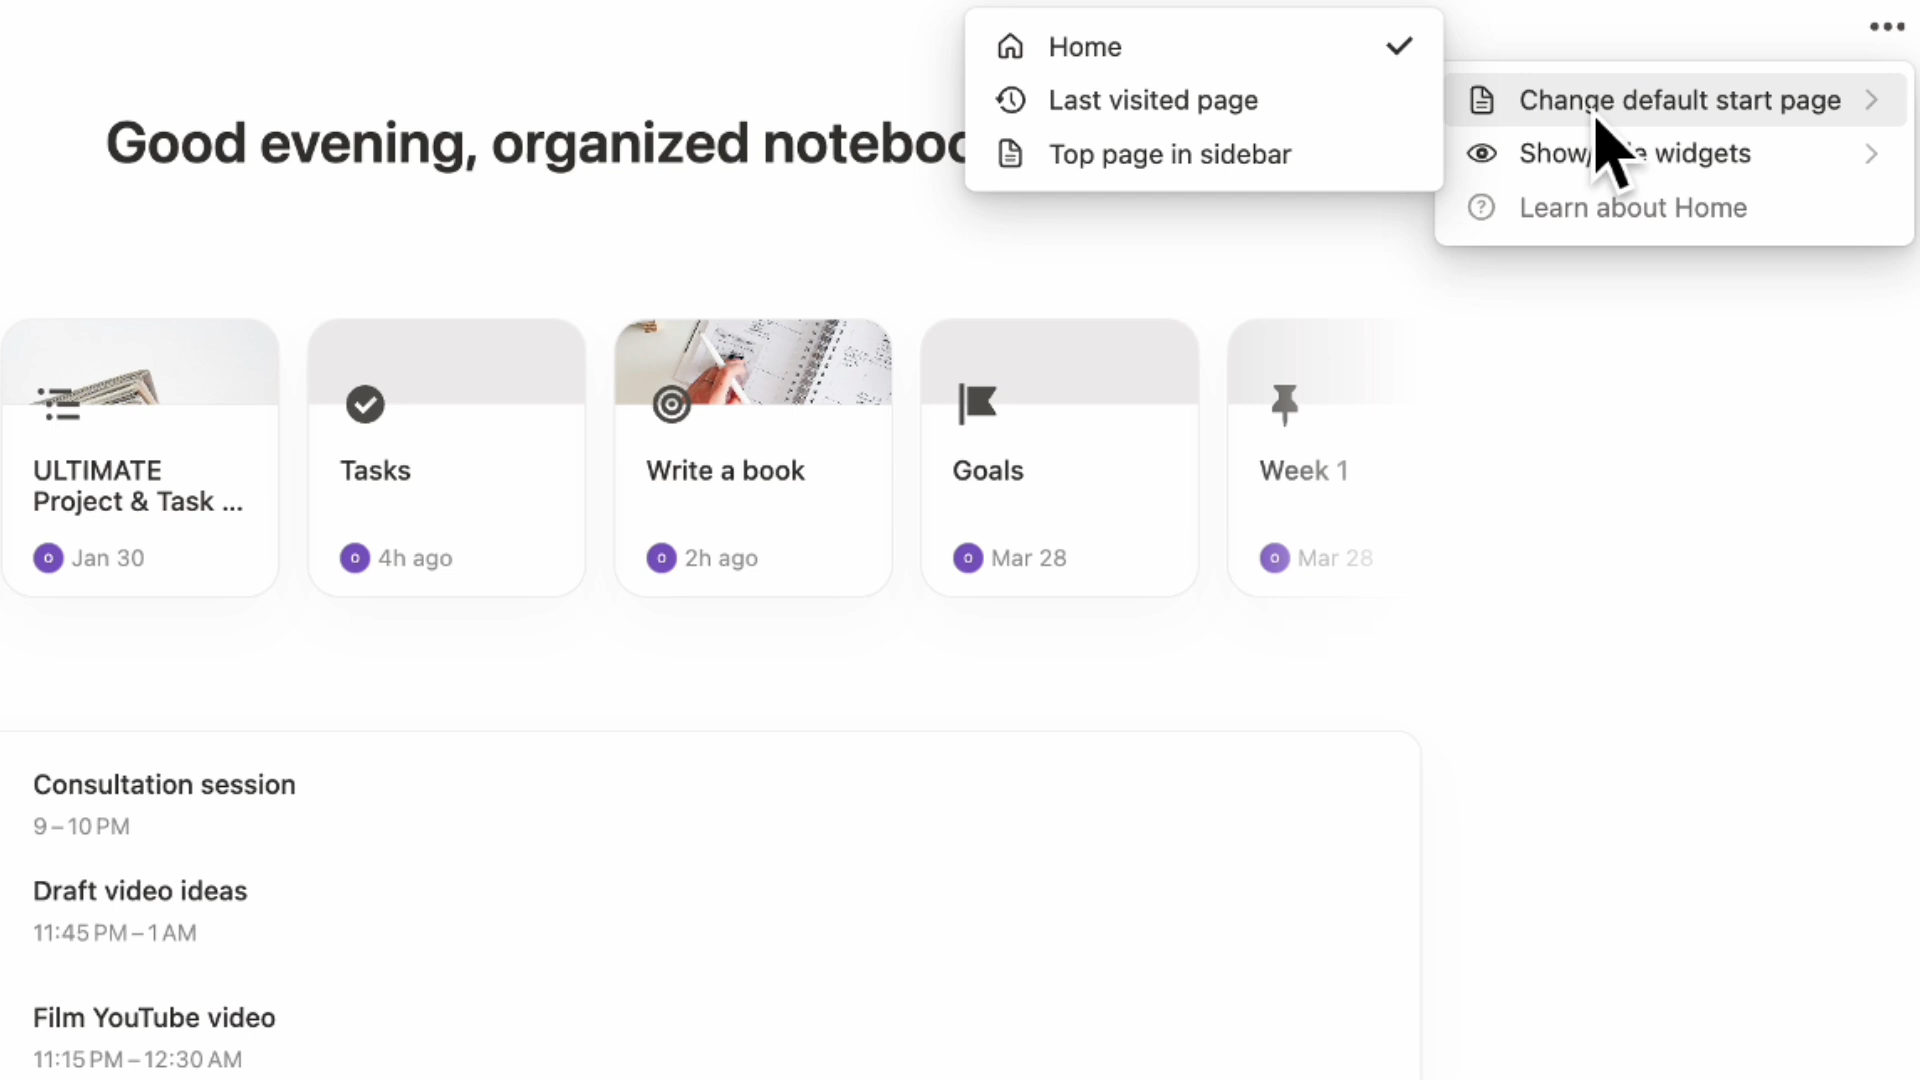 Home
Last visited page
Top page in sidebar
Change default start page
Show/ widgets
Learn about Home
Good evening, organized
ULTIMATE
Project & Task ...
Jan 30
Tasks
4h ago
Write a book
2h ago
Goals
Mar 28
Week 1
Mar 28
Consultation session
9–10 PM
Draft video ideas
11:45 PM–1 AM
Film YouTube video
11:15 PM–12:30 AM